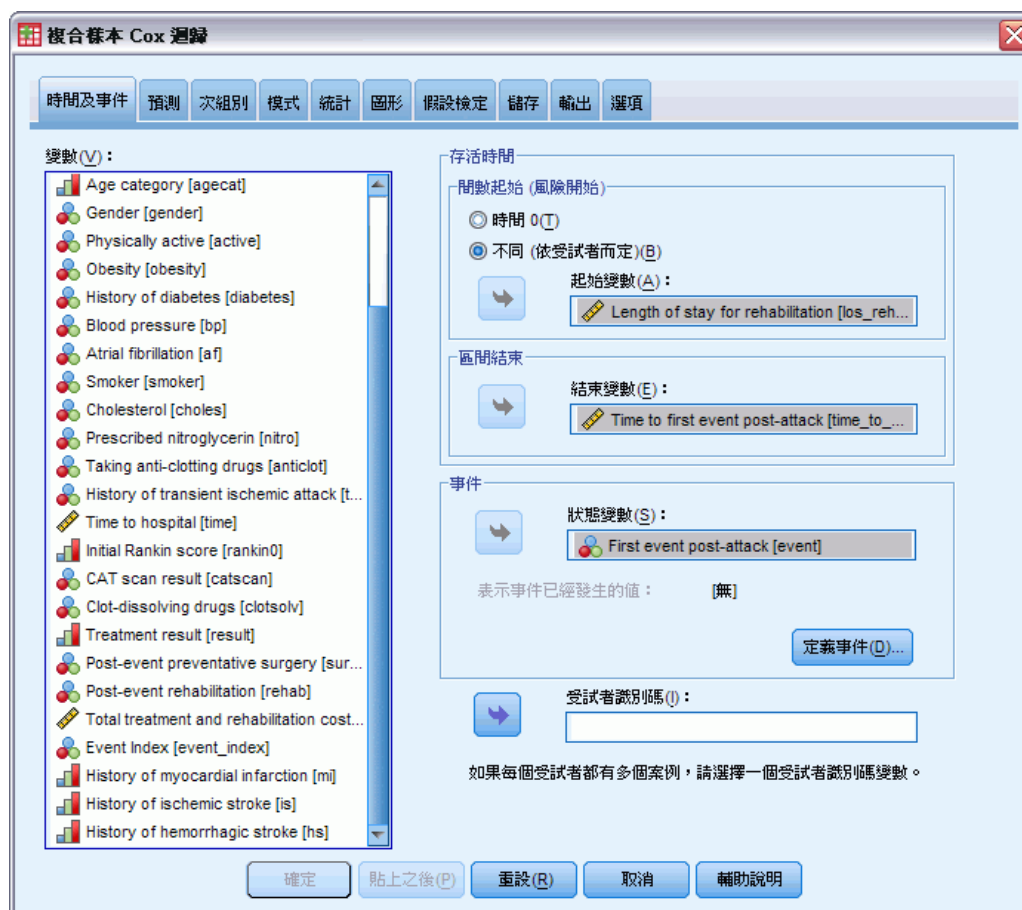 複合樣本 Cox 迴歸
時間及事件 預測 次組別 模式 統計 圖形 假設檢定 儲存 輸出 選項
變數(V):
Age category [agecat]
Gender [gender]
Physically active [active]
Obesity [obesity]
History of diabetes [diabetes]
Blood pressure [bp]
Atrial fibrillation [af]
Smoker [smoker]
Cholesterol [choles]
Prescribed nitroglycerin [nitro]
Taking anti-clotting drugs [anticlot]
History of transient ischemic attack [t...
Time to hospital [time]
Initial Rankin score [rankin0]
CAT scan result [catscan]
Clot-dissolving drugs [clotsolv]
Treatment result [result]
Post-event preventative surgery [sur...
Post-event rehabilitation [rehab]
Total treatment and rehabilitation cost...
Event Index [event_index]
History of myocardial infarction [mi]
History of ischemic stroke [is]
History of hemorrhagic stroke [hs]
存活時間
間數起始 (風險開始)
時間 0(T)
不同 (依受試者而定)(B)
起始變數(A):
Length of stay for rehabilitation [los_reh...
區間結束
結束變數(E):
Time to first event post-attack [time_to_...
事件
狀態變數(S):
First event post-attack [event]
表示事件已經發生的值: [無]
定義事件(D)...
受試者識別碼(I):
如果每個受試者都有多個案例,請選擇一個受試者識別碼變數。
確定 貼上之後(P) 重設(R) 取消 輔助說明